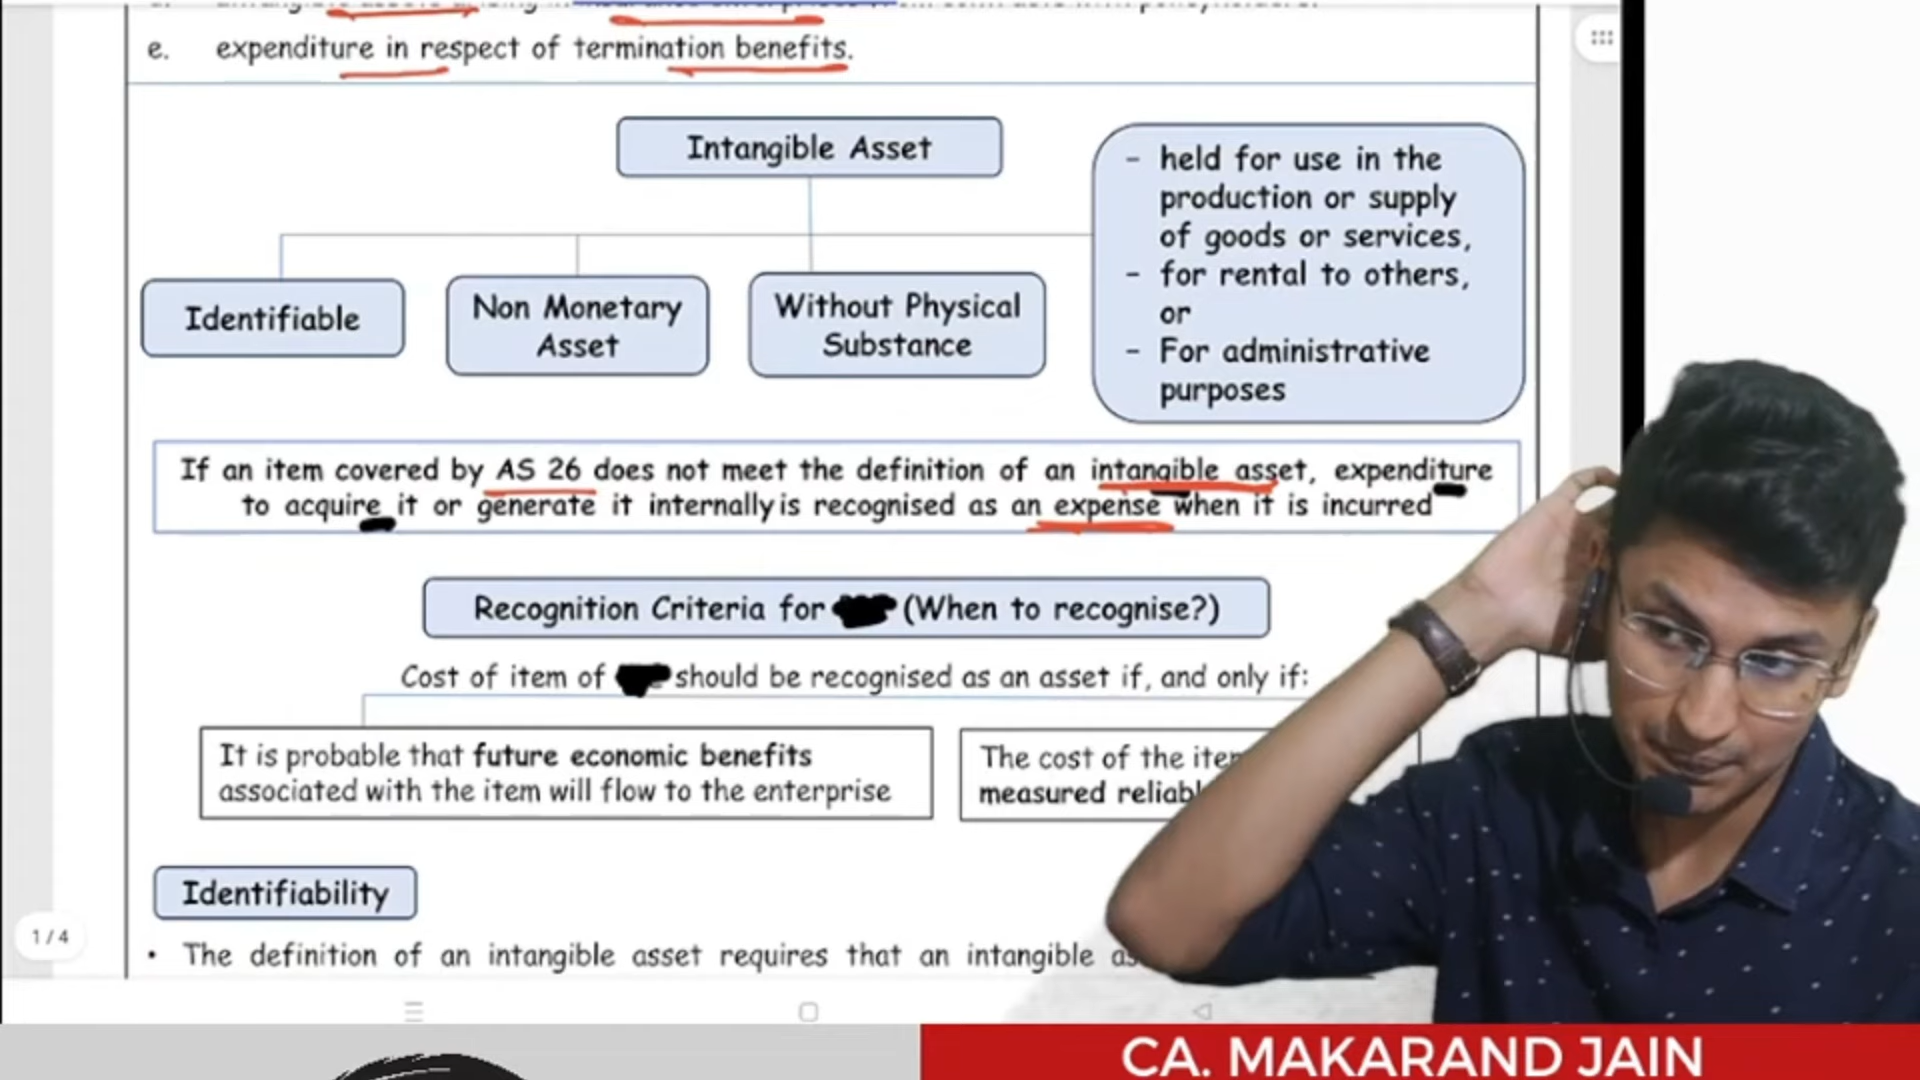 e. expenditure in respect of termination benefits.
Intangible Asset
Identifiable
Non Monetary
Asset
Without Physical
Substance
- held for use in the
production or supply
of goods or services,
- for rental to others,
or
- For administrative
purposes
If an item covered by AS 26 does not meet the definition of an intangible asset, expenditure
to acquire it or generate it internally is recognised as an expense when it is incurred
Recognition Criteria for (When to recognise?)
Cost of item of should be recognised as an asset if, and only if:
It is probable that future economic benefits
associated with the item will flow to the enterprise
The cost of the
measured
Identifiability
• The definition of an intangible asset requires that an intangible
1/4
CA. MAKARAND JAIN